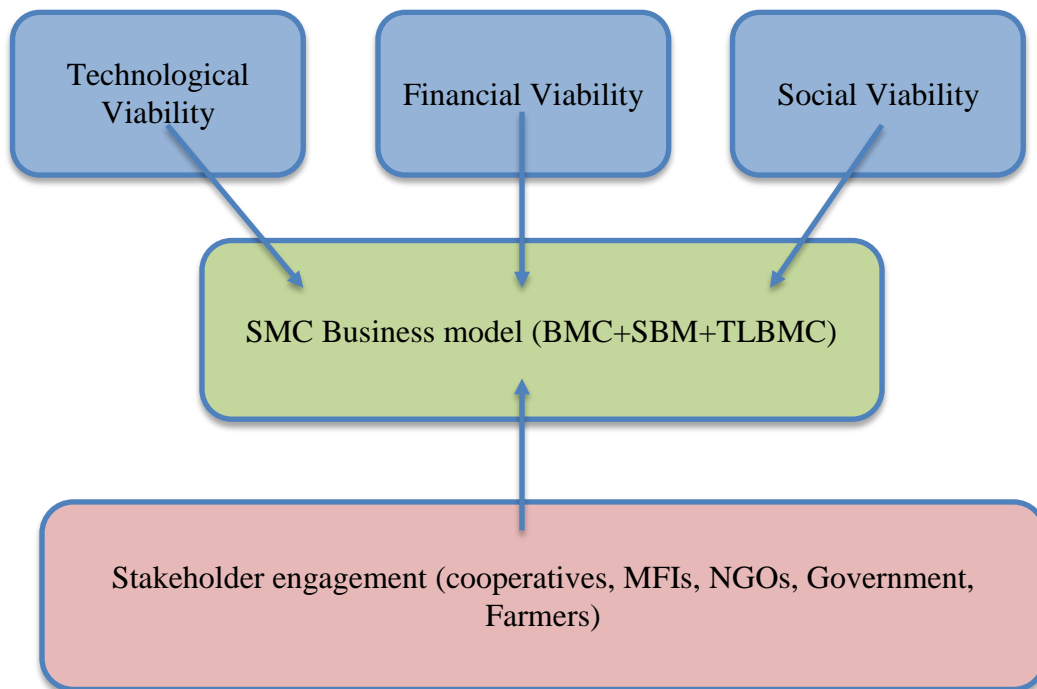 Technological
Viability
Financial Viability
Social Viability
SMC Business model (BMC+SBM+TLBMC)
Stakeholder engagement (cooperatives, MFIs, NGOs, Government,
Farmers)